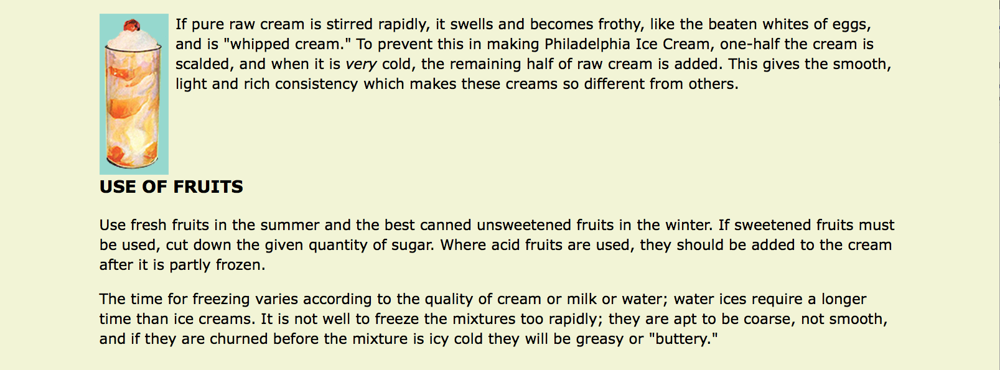 If pure raw cream is stirred rapidly, it swells and becomes frothy, like the beaten whites of eggs,
and is "whipped cream." To prevent this in making Philadelphia Ice Cream, one-half the cream is
scalded, and when it is very cold, the remaining half of raw cream is added. This gives the smooth,
light and rich consistency which makes these creams so different from others.
USE OF FRUITS
Use fresh fruits in the summer and the best canned unsweetened fruits in the winter. If sweetened fruits must
be used, cut down the given quantity of sugar. Where acid fruits are used, they should be added to the cream
after it is partly frozen.
The time for freezing varies according to the quality of cream or milk or water; water ices require a longer
time than ice creams. It is not well to freeze the mixtures too rapidly; they are apt to be coarse, not smooth,
and if they are churned before the mixture is icy cold they will be greasy or "buttery."